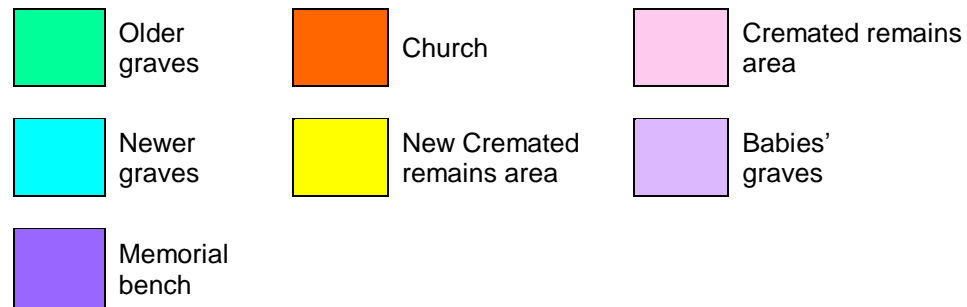 Older
graves
Church
Cremated remains
area
Newer
graves
New Cremated
remains area
Babies’
graves
Memorial
bench